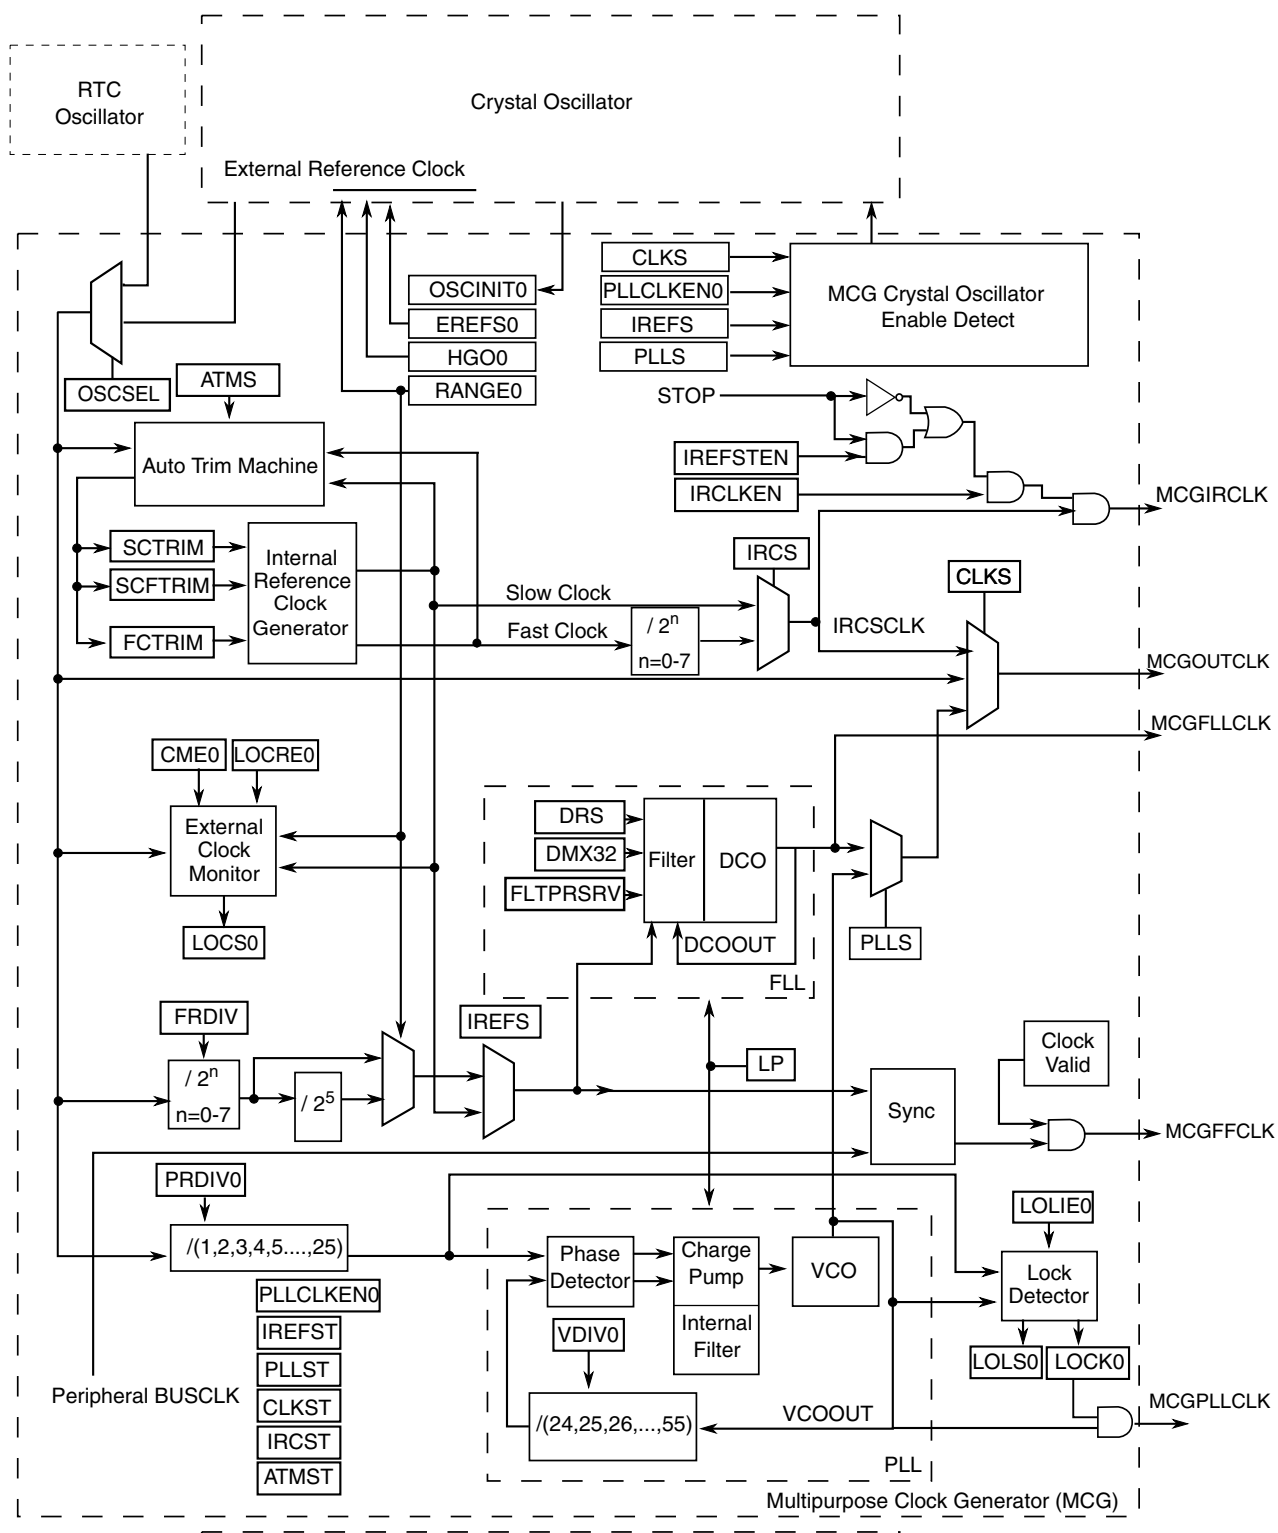 RTC
Oscillator
Crystal Oscillator
External Reference Clock
OSCINIT0
EREFS0
HGO0
RANGE0
CLKS
PLLCLKEN0
IREFS
PLLS
MCG Crystal Oscillator
Enable Detect
OSCSEL
ATMS
STOP
Auto Trim Machine
IREFSTEN
IRCLKEN
MCGIRCLK
SCTRIM
SCFTRIM
FCTRIM
Internal
Reference
Clock
Generator
IRCS
CLKS
Slow Clock
Fast Clock
/ 2n
n=0-7
IRCSCLK
MCGOUTCLK
MCGFLLCLK
CME0
LOCRE0
External
Clock
Monitor
LOCS0
DRS
DMX32
FLTPRSRV
Filter
DCO
DCOOUT
FLL
PLLS
FRDIV
/ 2n
n=0-7
/ 25
IREFS
LP
Clock
Valid
Sync
MCGFFCLK
PRDIV0
/(1,2,3,4,5....,25)
Phase
Detector
Charge
Pump
Internal
Filter
VCO
LOLIE0
Lock
Detector
LOLS0
LOCK0
PLLCLKEN0
IREFST
PLLST
CLKST
IRCST
ATMST
VDIV0
/(24,25,26,...,55)
VCOOUT
PLL
MCGPLLCLK
Peripheral BUSCLK
Multipurpose Clock Generator (MCG)